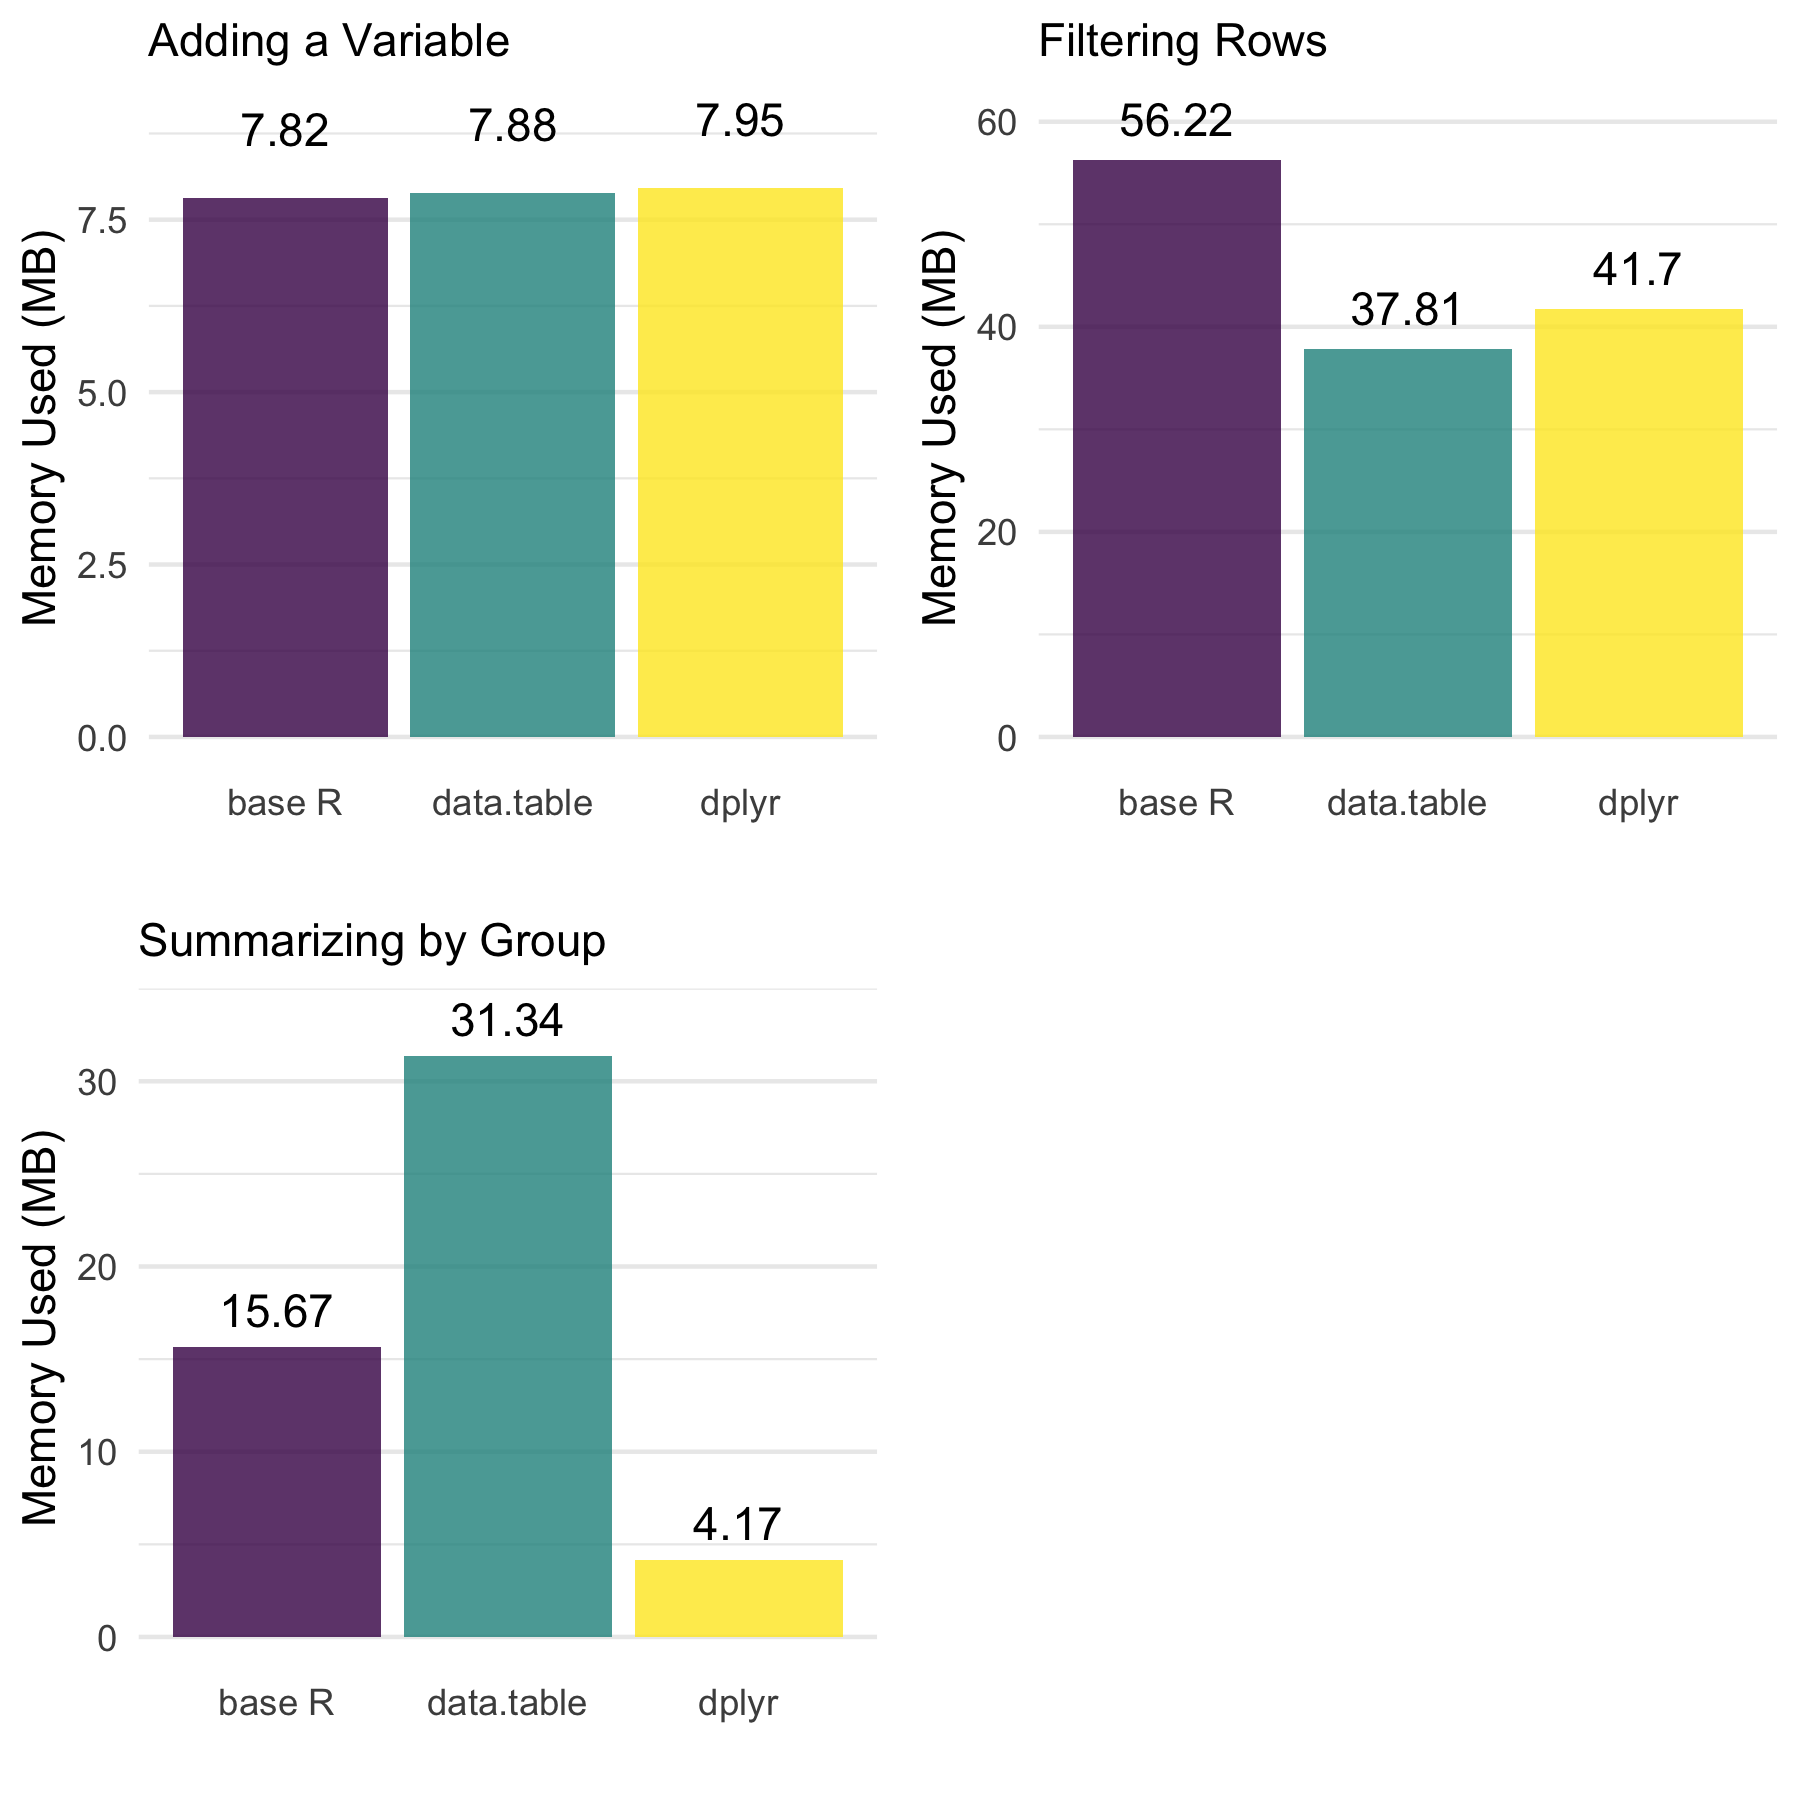 Adding a Variable
7.82
7.88
7.95
7.5
5.0
2.5
0.0
Memory Used (MB)
base R
data.table
dplyr
Filtering Rows
56.22
37.81
41.7
60
40
20
0
Memory Used (MB)
base R
data.table
dplyr
Summarizing by Group
15.67
31.34
4.17
30
20
10
0
Memory Used (MB)
base R
data.table
dplyr